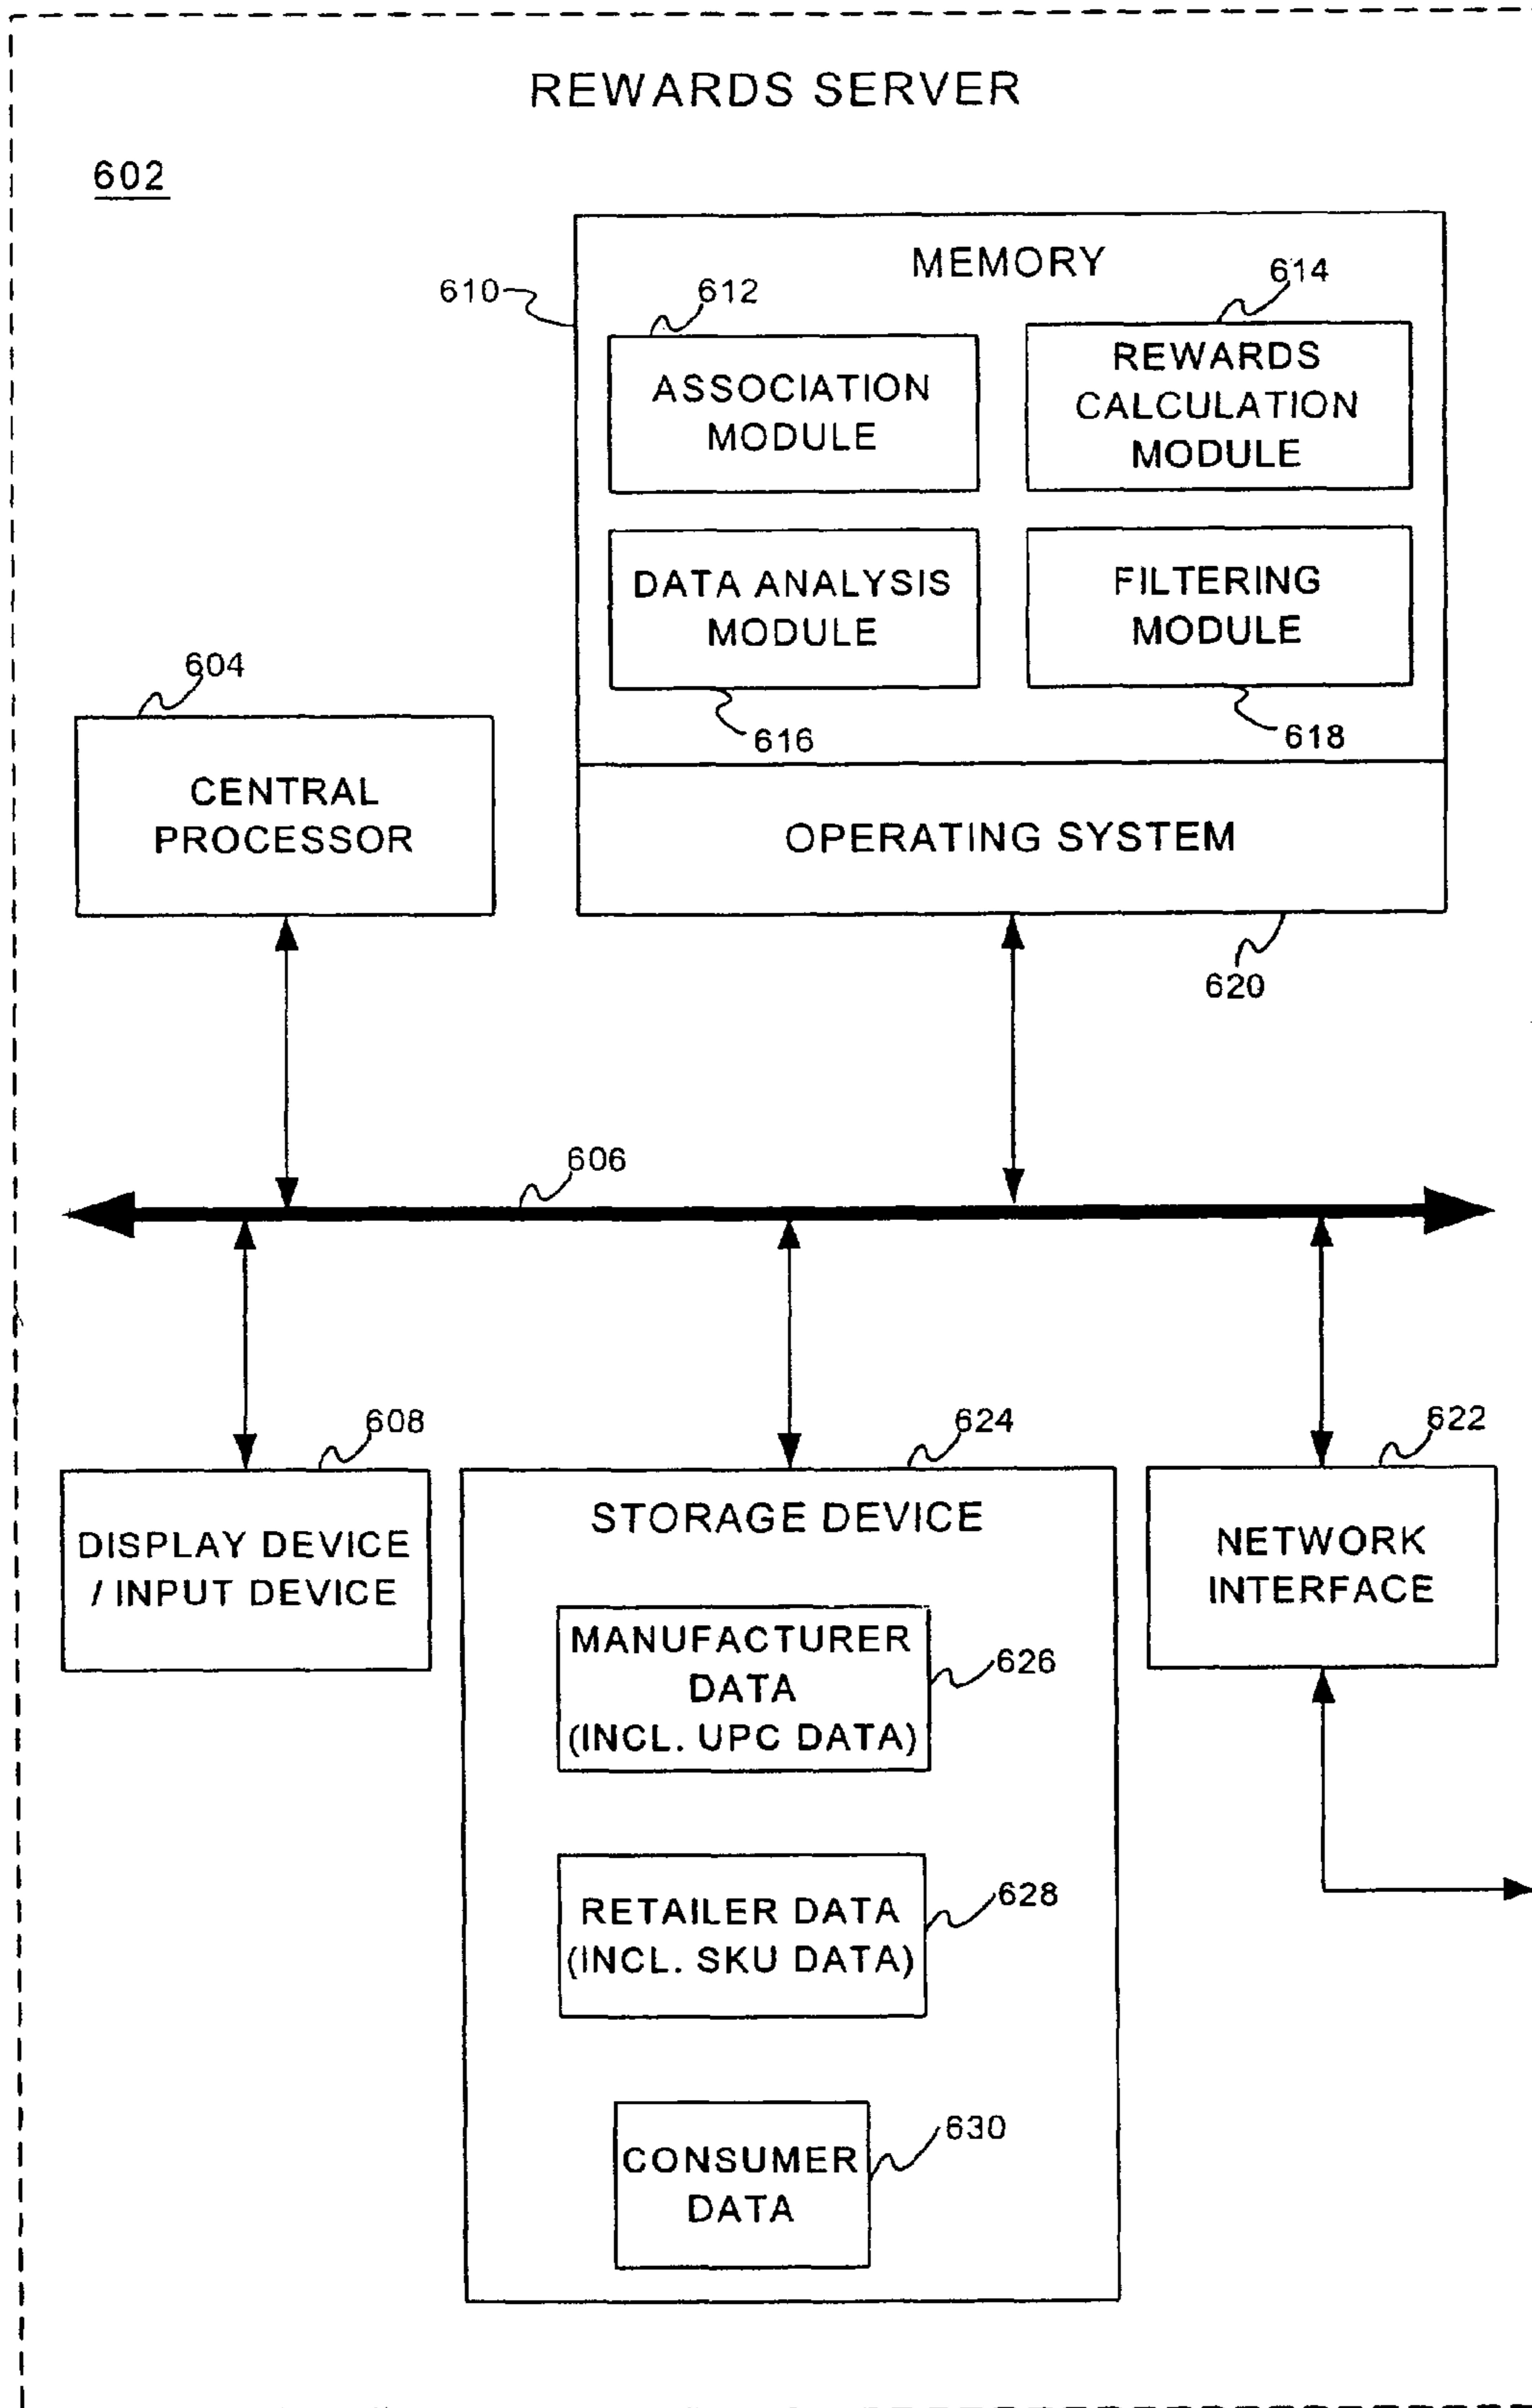 REWARDS SERVER
602
MEMORY
610
612
614
ASSOCIATION
MODULE
REWARDS
CALCULATION
MODULE
DATA ANALYSIS
MODULE
FILTERING
MODULE
616
618
604
CENTRAL
PROCESSOR
OPERATING SYSTEM
620
606
608
624
622
DISPLAY DEVICE
/ INPUT DEVICE
STORAGE DEVICE
NETWORK
INTERFACE
MANUFACTURER
DATA
(INCL. UPC DATA)
626
RETAILER DATA
(INCL. SKU DATA)
628
CONSUMER
DATA
630